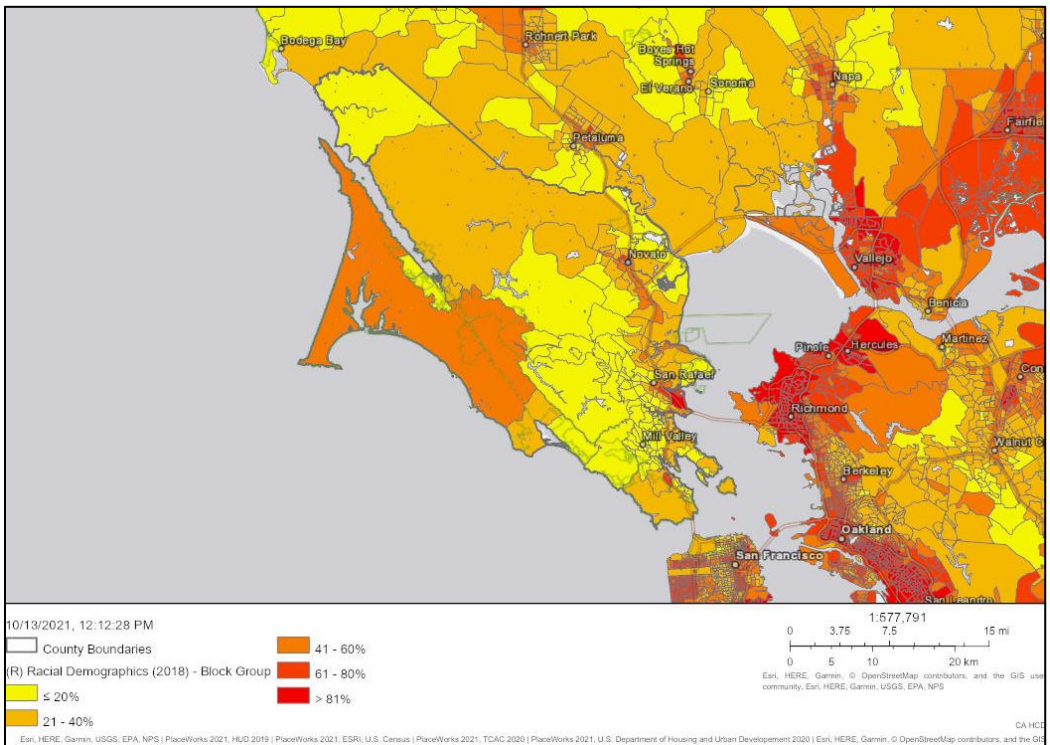 Bodega Bay
Rohnert Park
Boyes Hot
Springs
El Verano
Sonoma
Napa
Fairfie
Petaluma
Novato
Vallejo
Benicia
Martinez
Pinole
Hercules
Con
San Rafael
Richmond
Mill Valley
Walnut C
Berkeley
Oakland
San Francisco
San Leandro
10/13/2021, 12:12:28 PM
County Boundaries
(R) Racial Demographics (2018) - Block Group
≤ 20%
21 - 40%
41 - 60%
61 - 80%
> 81%
1:577,791
0 3.75 7.5 15 mi
0 5 10 20 km
Esri, HERE, Garmin, © OpenStreetMap contributors, and the GIS use
community, Esri, HERE, Garmin, USGS, EPA, NPS
CA HCD
Esri, HERE, Garmin, USGS, EPA, NPS | PlaceWorks 2021, HUD 2019 | PlaceWorks 2021, ESRI, U.S. Census | PlaceWorks 2021, TCAC 2020 | PlaceWorks 2021, U.S. Department of Housing and Urban Developement 2020 | Esri, HERE, Garmin, © OpenStreetMap contributors, and the GIS